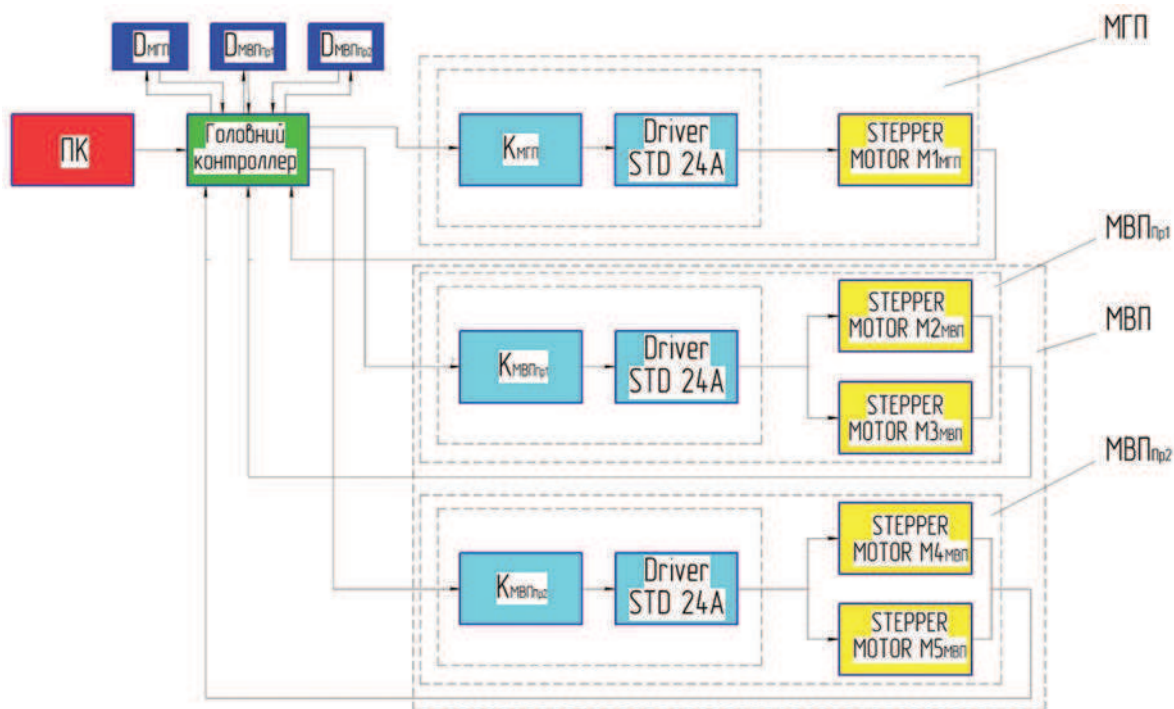 DМГП
DМВПпр1
DМВПпр2
МГП
ПК
Головний
контроллер
KМГП
Driver
STD 24A
STEPPER
MOTOR M1МГП
МВППр1
KМВПпр1
Driver
STD 24A
STEPPER
MOTOR M2МВП
МВП
STEPPER
MOTOR M3МВП
МВППр2
KМВПпр2
Driver
STD 24A
STEPPER
MOTOR M4МВП
STEPPER
MOTOR M5МВП